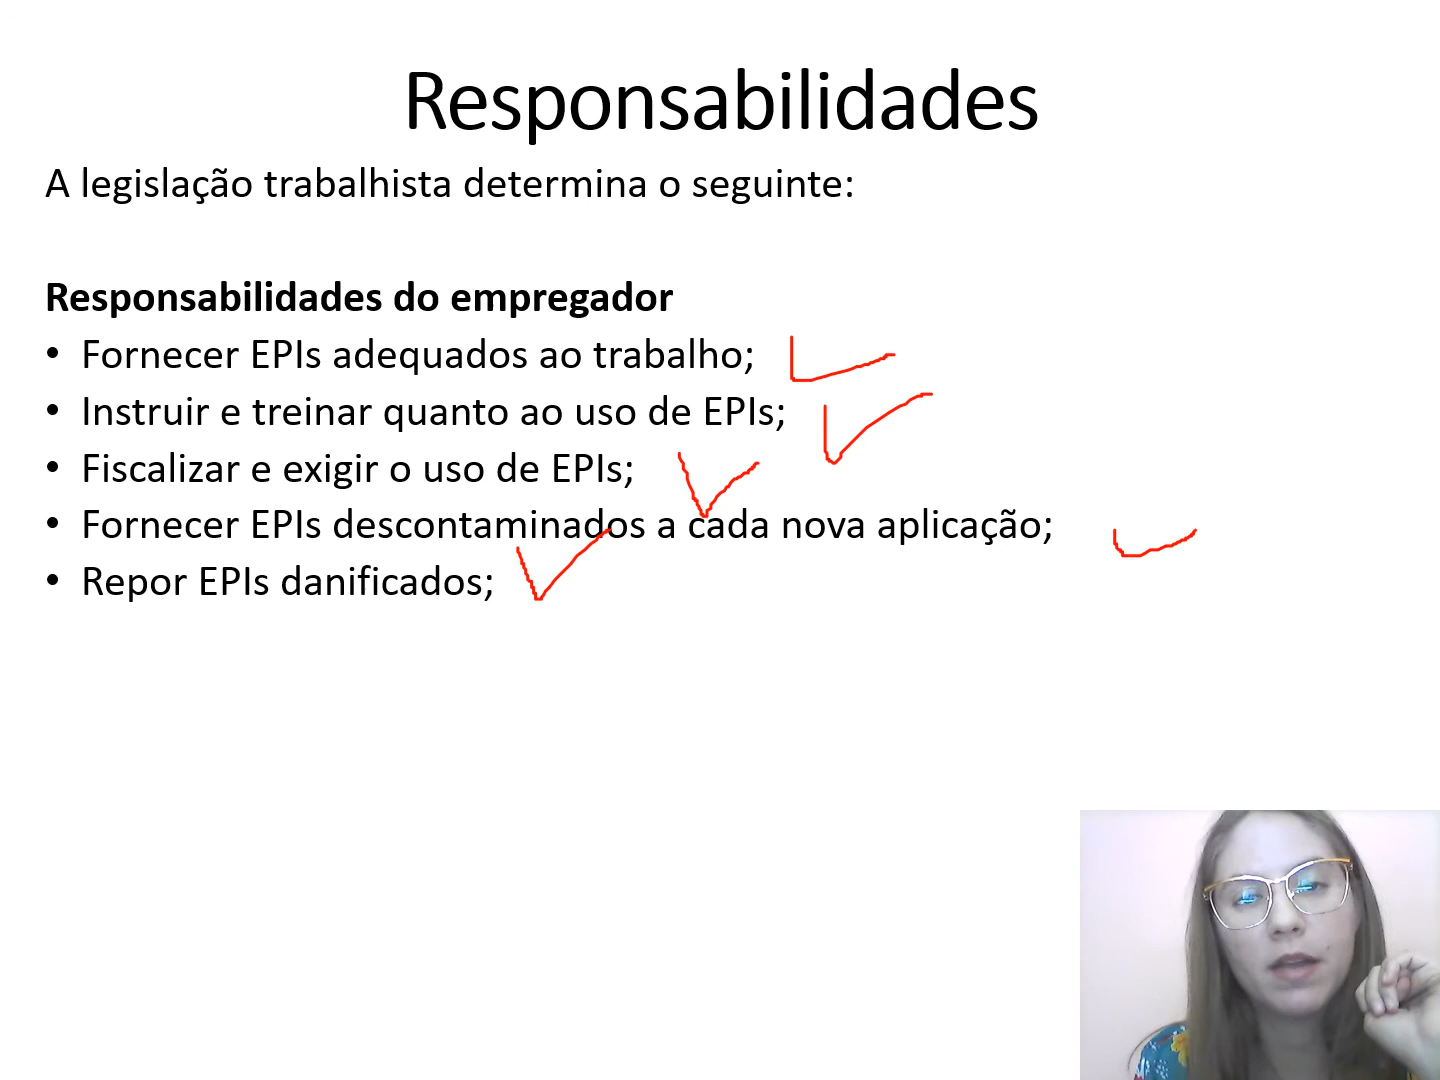 Responsabilidades
A legislação trabalhista determina o seguinte:
Responsabilidades do empregador
• Fornecer EPIs adequados ao trabalho;
• Instruir e treinar quanto ao uso de EPIs;
• Fiscalizar e exigir o uso de EPIs;
• Fornecer EPIs descontaminados a cada nova aplicação;
• Repor EPIs danificados;